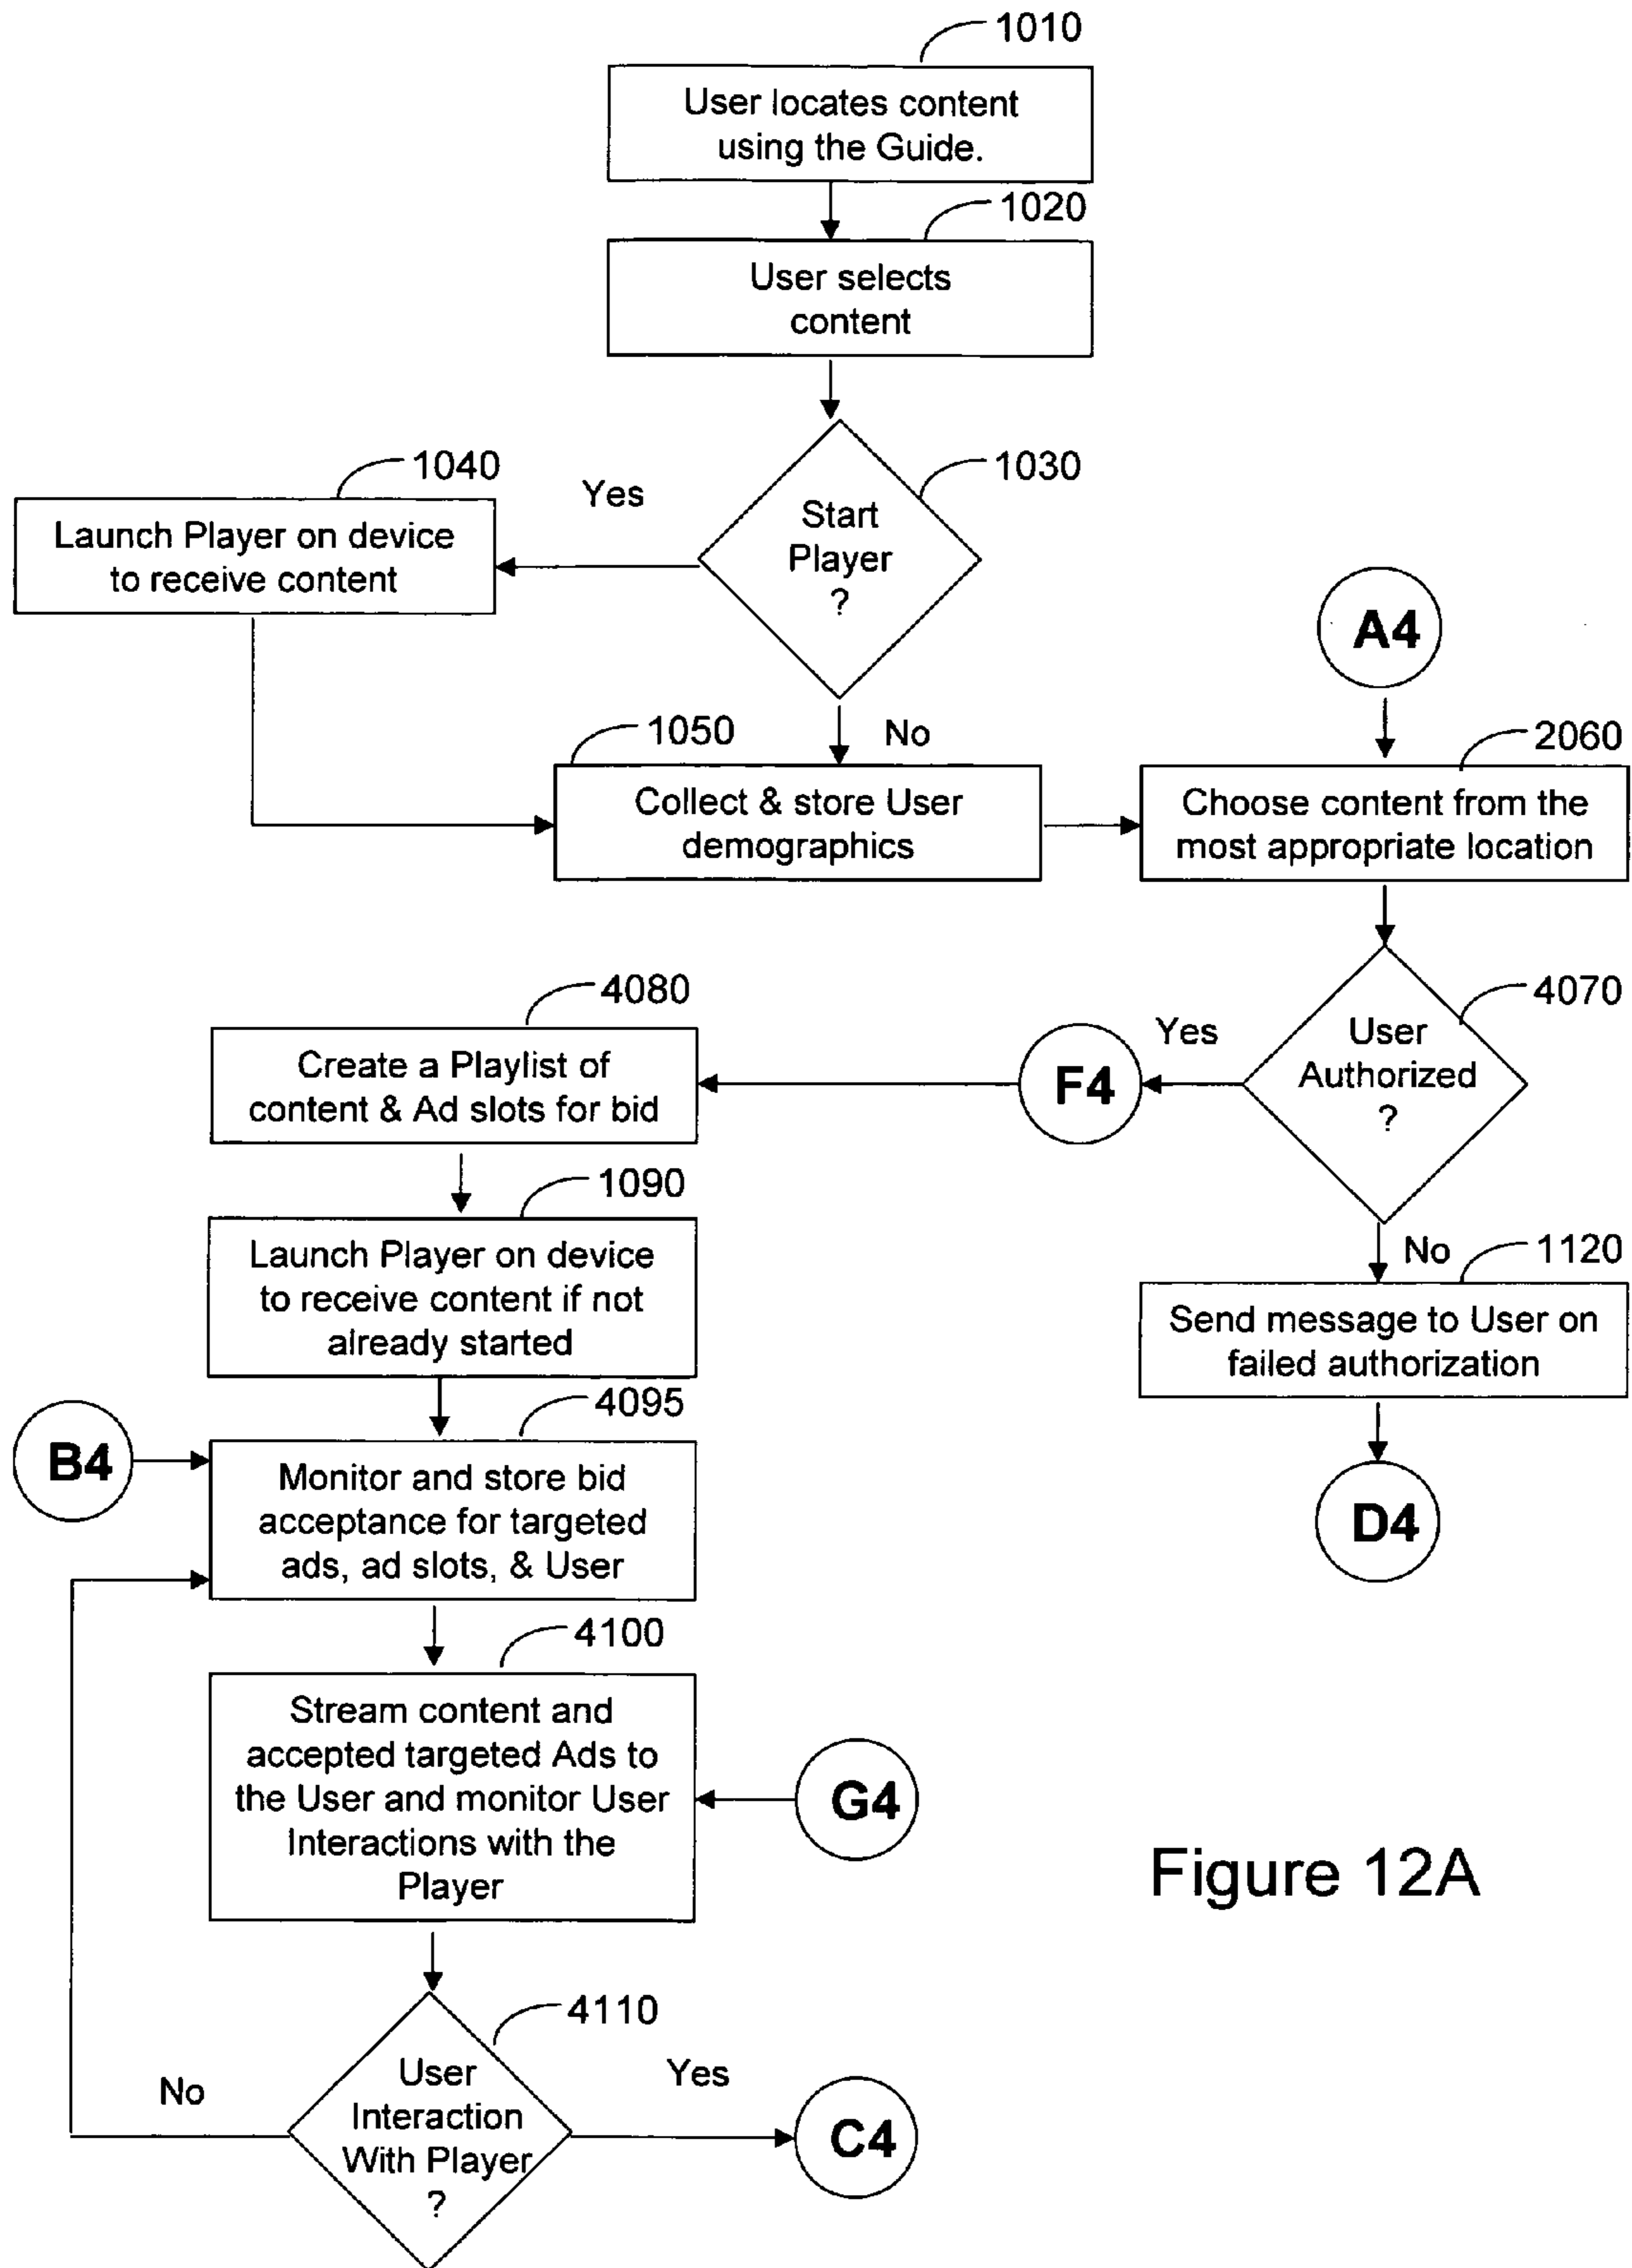 1010
User locates content
using the Guide.
1020
User selects
content
1030
Start
Player
?
Yes
1040
Launch Player on device
to receive content
No
1050
Collect & store User
demographics
A4
2060
Choose content from the
most appropriate location
4070
User
Authorized
?
Yes
F4
4080
Create a Playlist of
content & Ad slots for bid
No
1120
Send message to User on
failed authorization
D4
1090
Launch Player on device
to receive content if not
already started
B4
4095
Monitor and store bid
acceptance for targeted
ads, ad slots, & User
4100
Stream content and
accepted targeted Ads to
the User and monitor User
Interactions with the
Player
G4
Figure 12A
4110
User
Interaction
With Player
?
No
Yes
C4